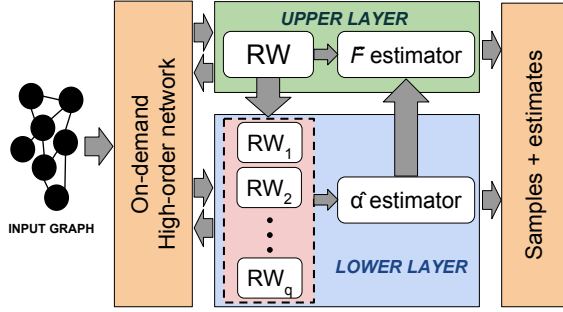 UPPER LAYER
RW
F̂ estimator
On-demand
High-order network
INPUT GRAPH
RW1
RW2
RWq
α̂ estimator
LOWER LAYER
Samples + estimates